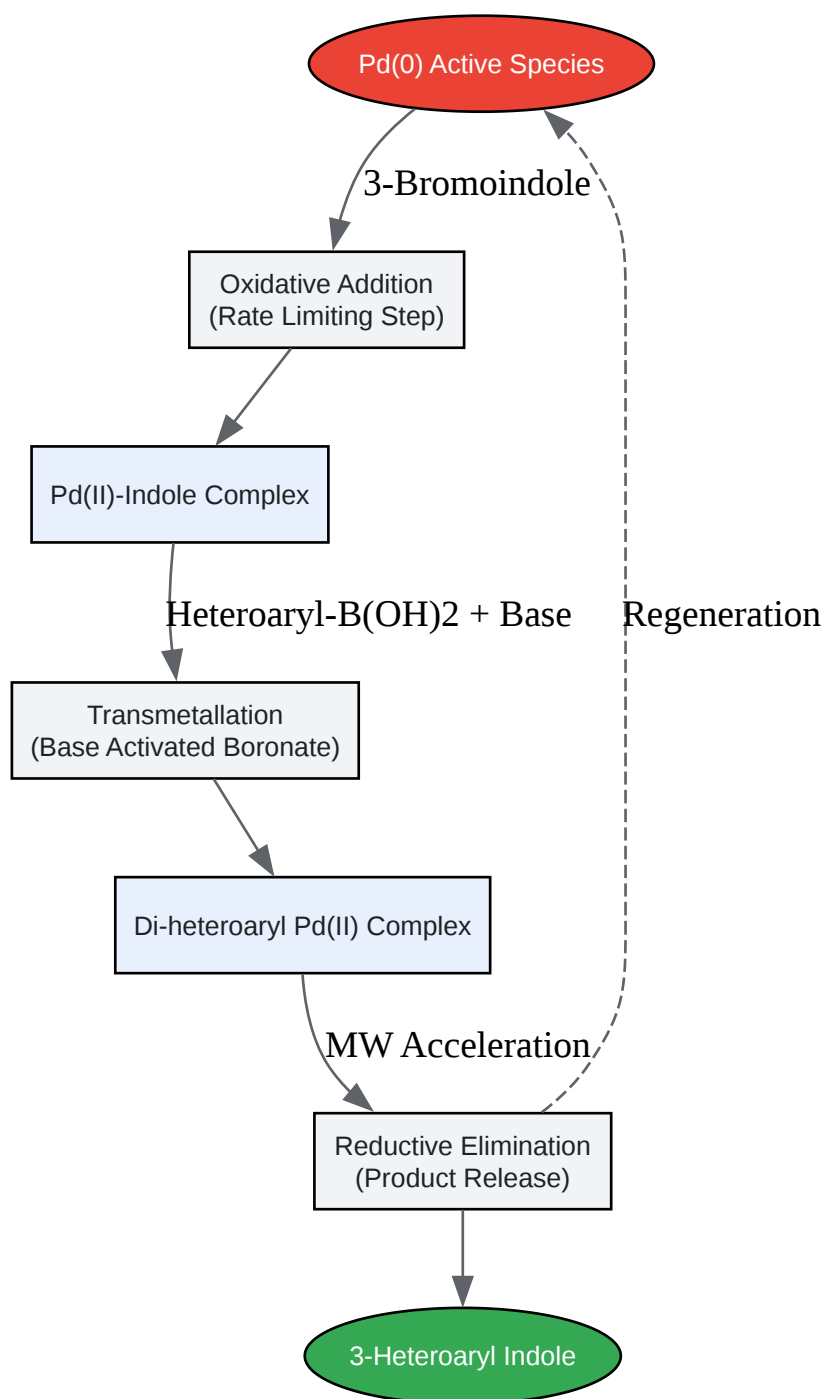 Pd(0) Active Species
3-Bromoindole
Oxidative Addition
(Rate Limiting Step)
Pd(II)-Indole Complex
Heteroaryl-B(OH)2 + Base
Regeneration
Transmetallation
(Base Activated Boronate)
Di-heteroaryl Pd(II) Complex
MW Acceleration
Reductive Elimination
(Product Release)
3-Heteroaryl Indole